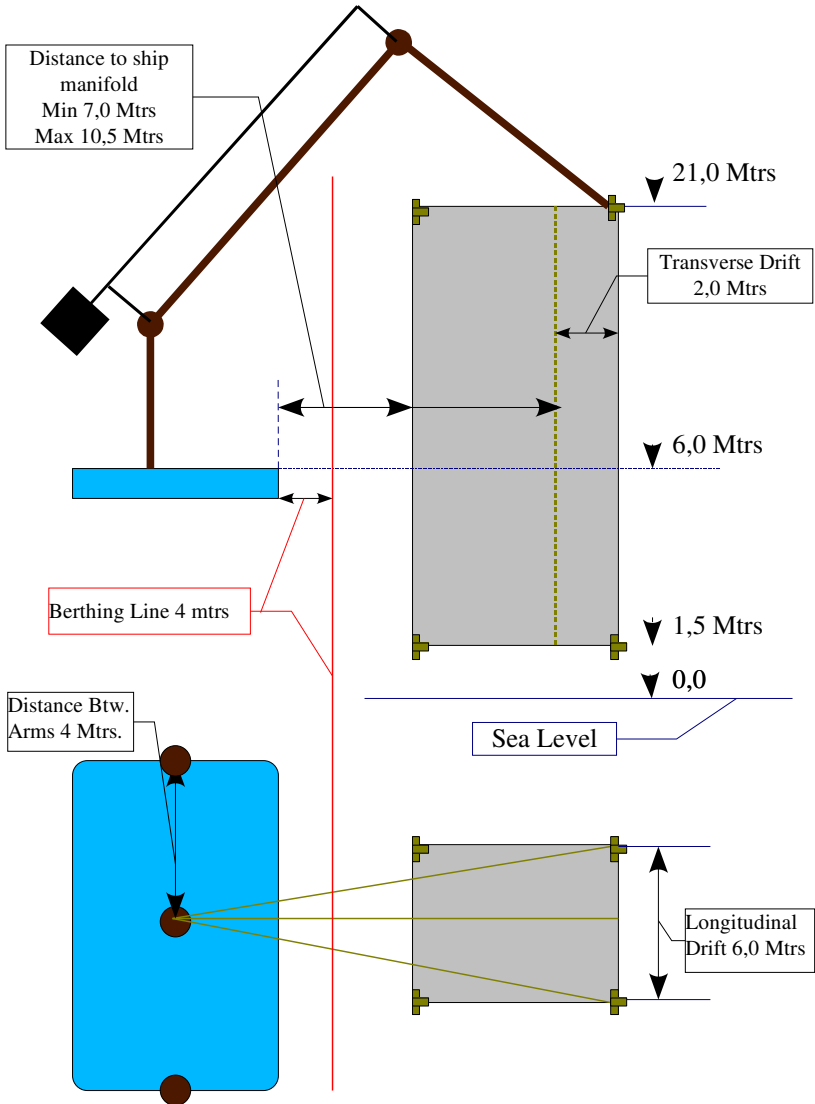 Distance to ship
manifold
Min 7,0 Mtrs
Max 10,5 Mtrs
21,0 Mtrs
Transverse Drift
2,0 Mtrs
6,0 Mtrs
Berthing Line 4 mtrs
1,5 Mtrs
0,0
Sea Level
Distance Btw.
Arms 4 Mtrs.
Longitudinal
Drift 6,0 Mtrs